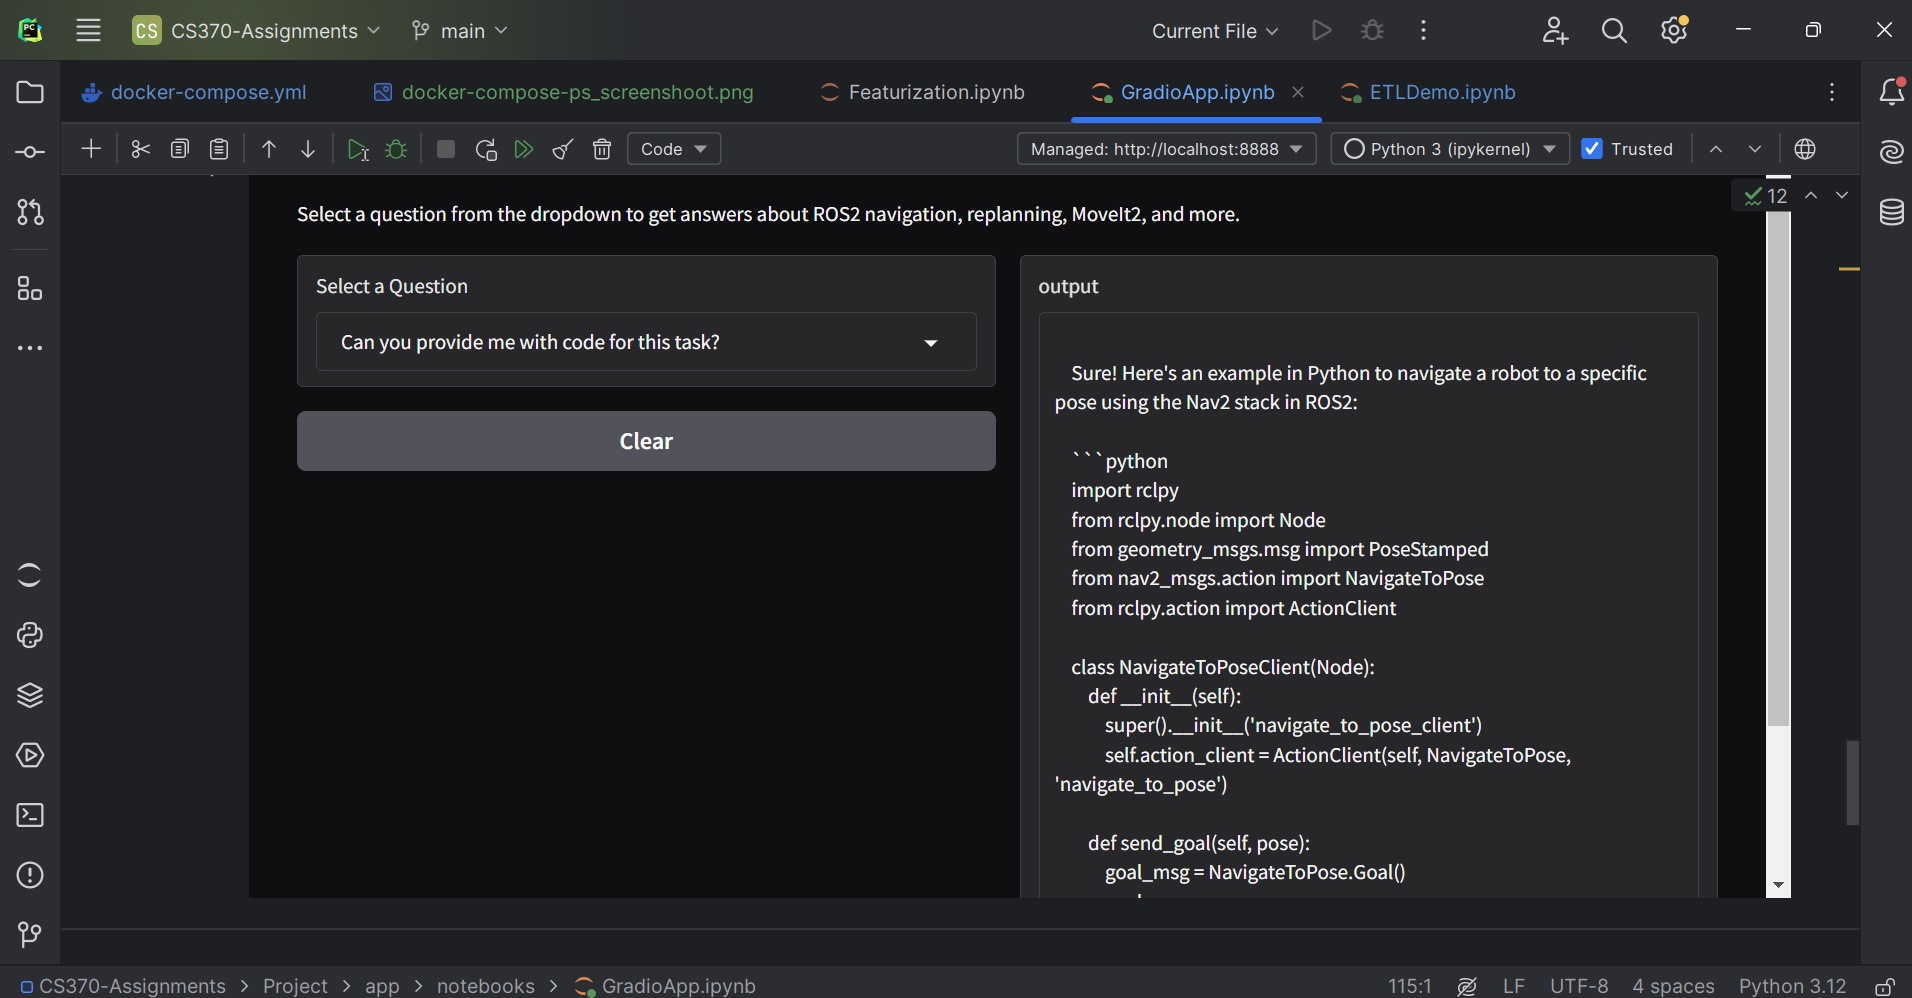 CS CS370-Assignments main Current File
docker-compose.yml docker-compose-ps_screenshoot.png Featurization.ipynb GradioApp.ipynb ETLDemo.ipynb
Code Managed: http://localhost:8888 Python 3 (ipykernel) Trusted
12
Select a question from the dropdown to get answers about ROS2 navigation, replanning, MoveIt2, and more.
Select a Question
Can you provide me with code for this task?
Clear
output
Sure! Here's an example in Python to navigate a robot to a specific
pose using the Nav2 stack in ROS2:
```python
import rclpy
from rclpy.node import Node
from geometry_msgs.msg import PoseStamped
from nav2_msgs.action import NavigateToPose
from rclpy.action import ActionClient
class NavigateToPoseClient(Node):
def __init__(self):
super().__init__('navigate_to_pose_client')
self.action_client = ActionClient(self, NavigateToPose,
'navigate_to_pose')
def send_goal(self, pose):
goal_msg = NavigateToPose.Goal()
CS370-Assignments > Project > app > notebooks > GradioApp.ipynb 115:1 LF UTF-8 4 spaces Python 3.12